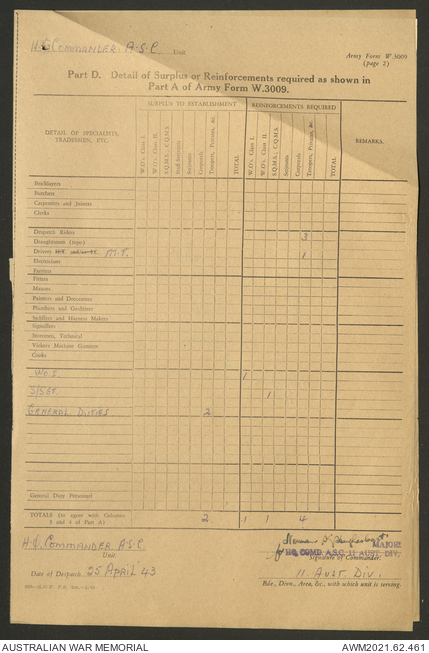 H.Q. COMMANDER. A.S.C. Unit
Army Form W.3009
(page 2)
Part D. Detail of Surplus or Reinforcements required as shown in
Part A of Army Form W.3009.
SURPLUS TO ESTABLISHMENT
REINFORCEMENTS REQUIRED
DETAIL OF SPECIALISTS,
TRADESMEN, ETC.
W.O's. Class I.
W.O's. Class II.
S.Q.M.S.; C.Q.M.S.
Staff Serjeants
Serjeants
Corporals
Troopers, Privates, &c.
TOTAL
W.O's. Class I.
W.O's. Class II.
S.Q.M.S.; C.Q.M.S.
Serjeants
Corporals
Troopers, Privates, &c.
TOTAL
REMARKS.
Bricklayers
Butchers
Carpenters and Joiners
Clerks
Despatch Riders 3
Draughtsmen (topo)
Drivers M.T.
Electricians 1
Farriers
Fitters
Masons
Painters and Decorators
Plumbers and Gasfitters
Saddlers and Harness Makers
Signallers
Storemen, Technical
Vickers Machine Gunners
Cooks
WO I 1
S/SGT. 1
GENERAL DUTIES 2
General Duty Personnel
TOTALS (to agree with Columns
3 and 4 of Part A) 2 1 1 4
H.Q. COMMANDER. A.S.C.
Unit.
MAJOR
for HQ. COMD. A.S.C. 11 AUST. DIV.
Signature of Commander.
Date of Despatch 25 APRIL '43
11. AUST. DIV.
Bde., Divn., Area, &c., with which unit is serving.
AUSTRALIAN WAR MEMORIAL
AWM2021.62.461